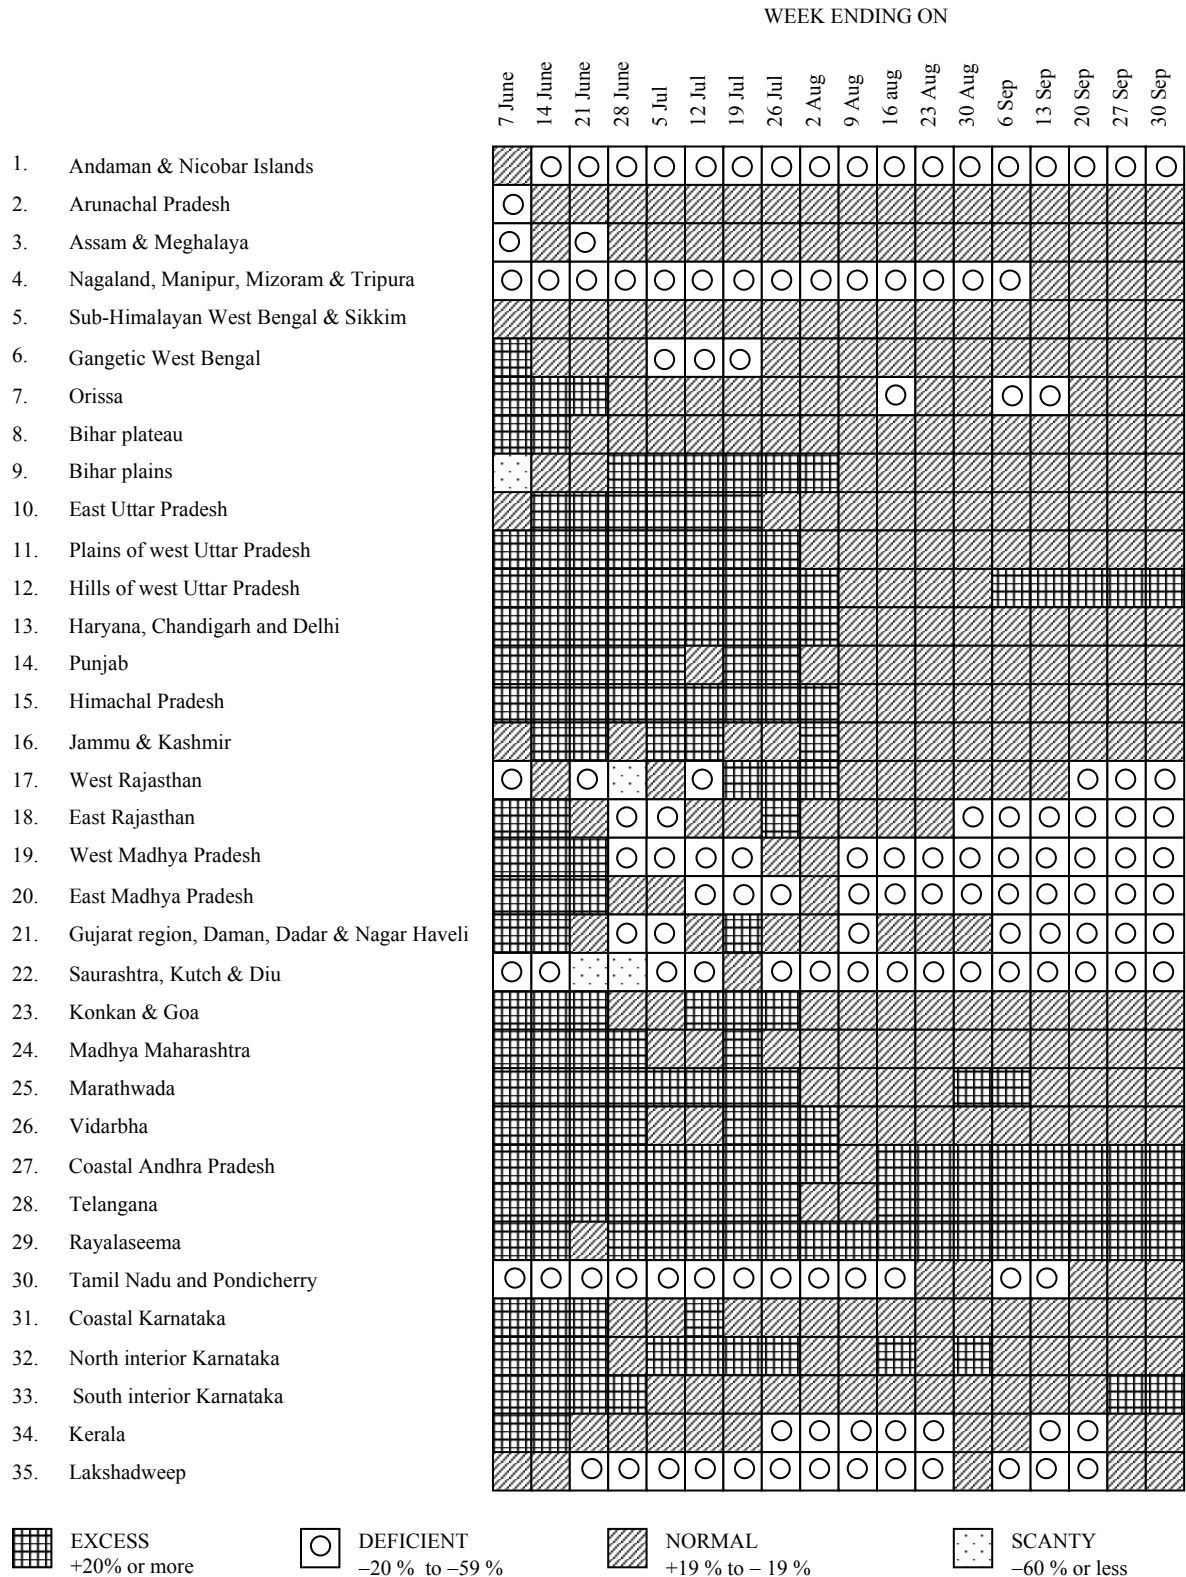 WEEK ENDING ON
7 June 14 June 21 June 28 June 5 Jul 12 Jul 19 Jul 26 Jul 2 Aug 9 Aug 16 aug 23 Aug 30 Aug 6 Sep 13 Sep 20 Sep 27 Sep 30 Sep
1. Andaman & Nicobar Islands
2. Arunachal Pradesh
3. Assam & Meghalaya
4. Nagaland, Manipur, Mizoram & Tripura
5. Sub-Himalayan West Bengal & Sikkim
6. Gangetic West Bengal
7. Orissa
8. Bihar plateau
9. Bihar plains
10. East Uttar Pradesh
11. Plains of west Uttar Pradesh
12. Hills of west Uttar Pradesh
13. Haryana, Chandigarh and Delhi
14. Punjab
15. Himachal Pradesh
16. Jammu & Kashmir
17. West Rajasthan
18. East Rajasthan
19. West Madhya Pradesh
20. East Madhya Pradesh
21. Gujarat region, Daman, Dadar & Nagar Haveli
22. Saurashtra, Kutch & Diu
23. Konkan & Goa
24. Madhya Maharashtra
25. Marathwada
26. Vidarbha
27. Coastal Andhra Pradesh
28. Telangana
29. Rayalaseema
30. Tamil Nadu and Pondicherry
31. Coastal Karnataka
32. North interior Karnataka
33. South interior Karnataka
34. Kerala
35. Lakshadweep
EXCESS DEFICIENT NORMAL SCANTY
+20% or more –20 % to –59 % +19 % to – 19 % –60 % or less